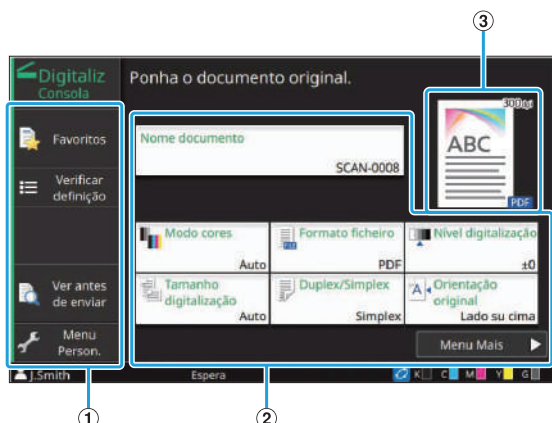 ③
Digitaliz
Consola
Ponha o documento original.
300dpi
ABC
PDF
Favoritos
Verificar
definição
Ver antes
de enviar
Menu
Person.
Nome documento
SCAN-0008
Modo cores
Auto
Formato ficheiro
PDF
Nível digitalização
±0
Tamanho
digitalização
Auto
Duplex/Simplex
Simplex
Orientação
original
Lado su cima
Menu Mais
J.Smith
Espera
K C M Y G
① ②